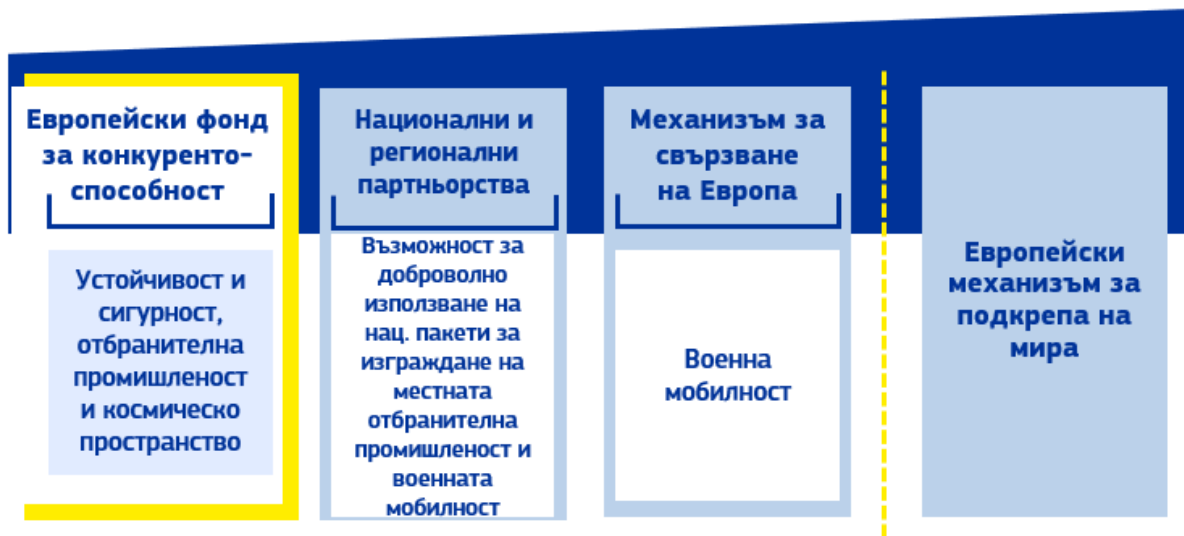 Европейски фонд
за конкуренто-
способност
Устойчивост и
сигурност,
отбранителна
промишленост
и космическо
пространство
Национални и
регионални
партньорства
Възможност за
доброволно
използване на
нац. пакети за
изграждане на
местната
отбранителна
промишленост и
военната
мобилност
Механизъм за
свързване
на Европа
Военна
мобилност
Европейски
механизъм за
подкрепа на
мира